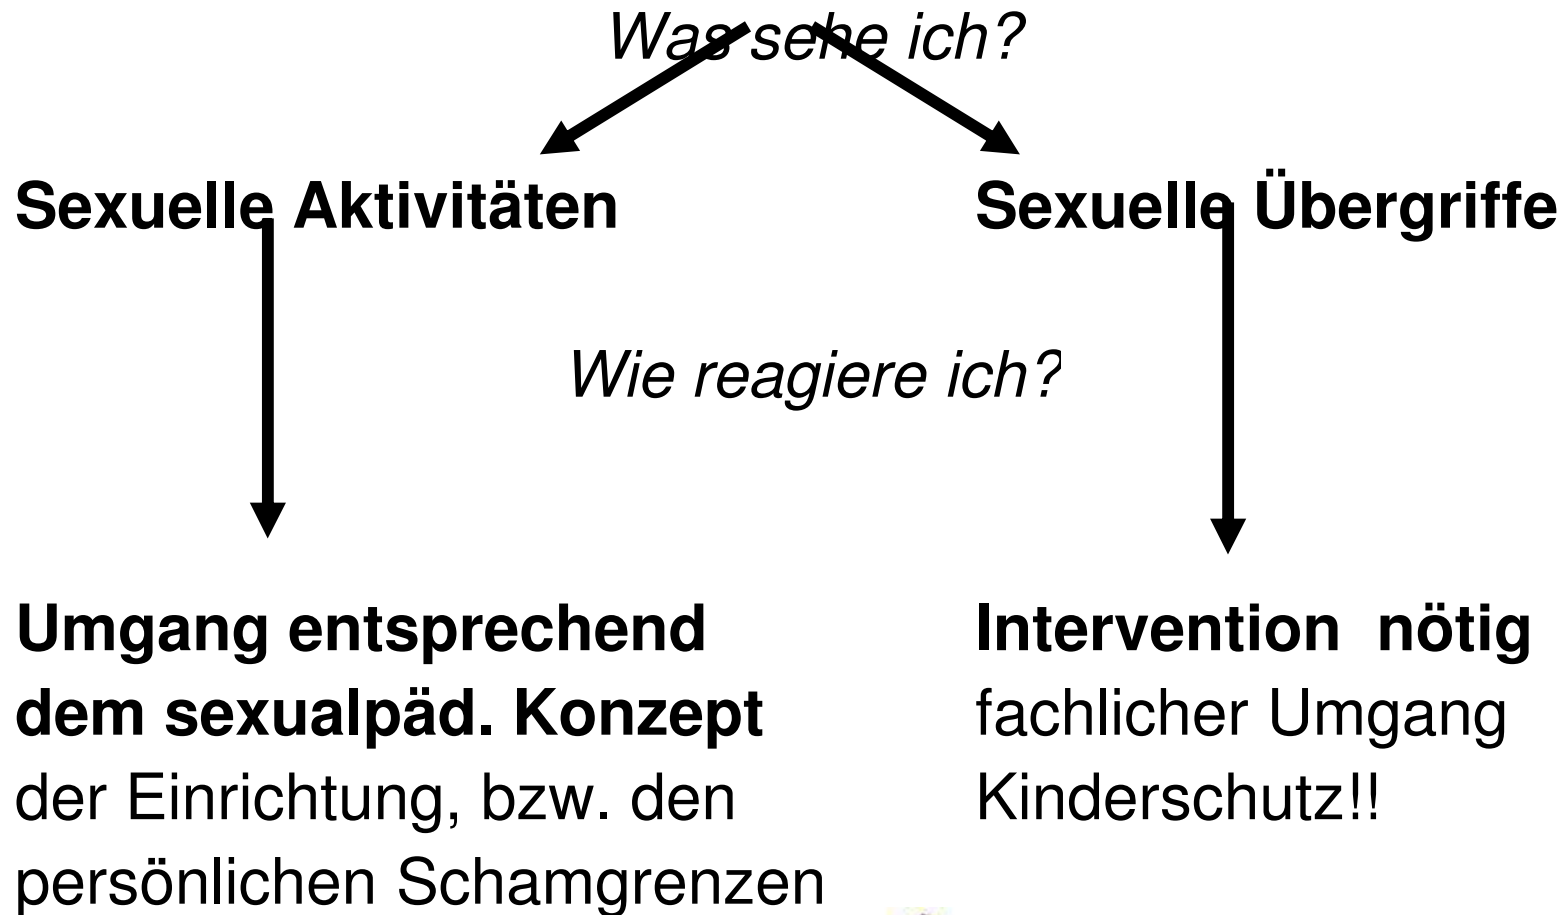 Was sehe ich?
Sexuelle Aktivitäten
Sexuelle Übergriffe
Wie reagiere ich?
Umgang entsprechend
dem sexualpäd. Konzept
der Einrichtung, bzw. den
persönlichen Schamgrenzen
Intervention nötig
fachlicher Umgang
Kinderschutz!!